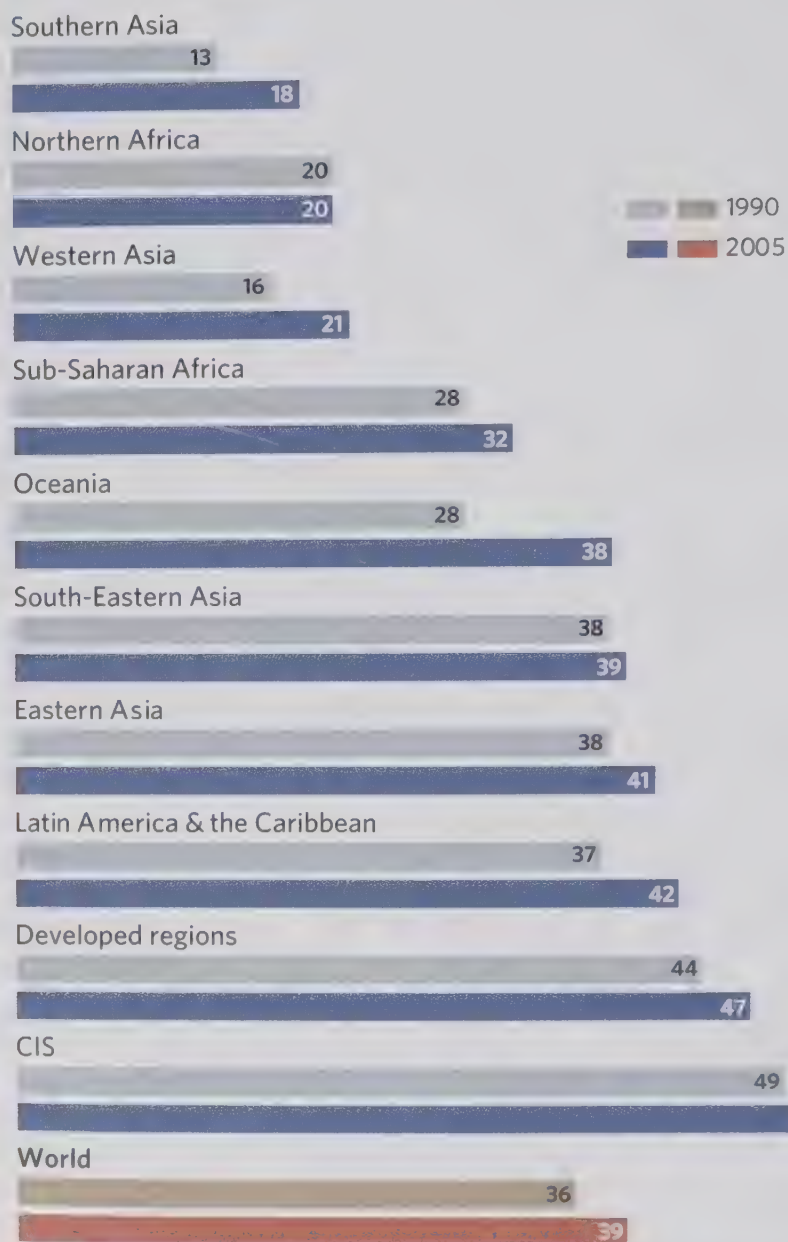 Southern Asia
13
18
Northern Africa
20
20
1990
2005
Western Asia
16
21
Sub-Saharan Africa
28
32
Oceania
28
38
South-Eastern Asia
38
39
Eastern Asia
38
41
Latin America & the Caribbean
37
42
Developed regions
44
47
CIS
49
World
36
39